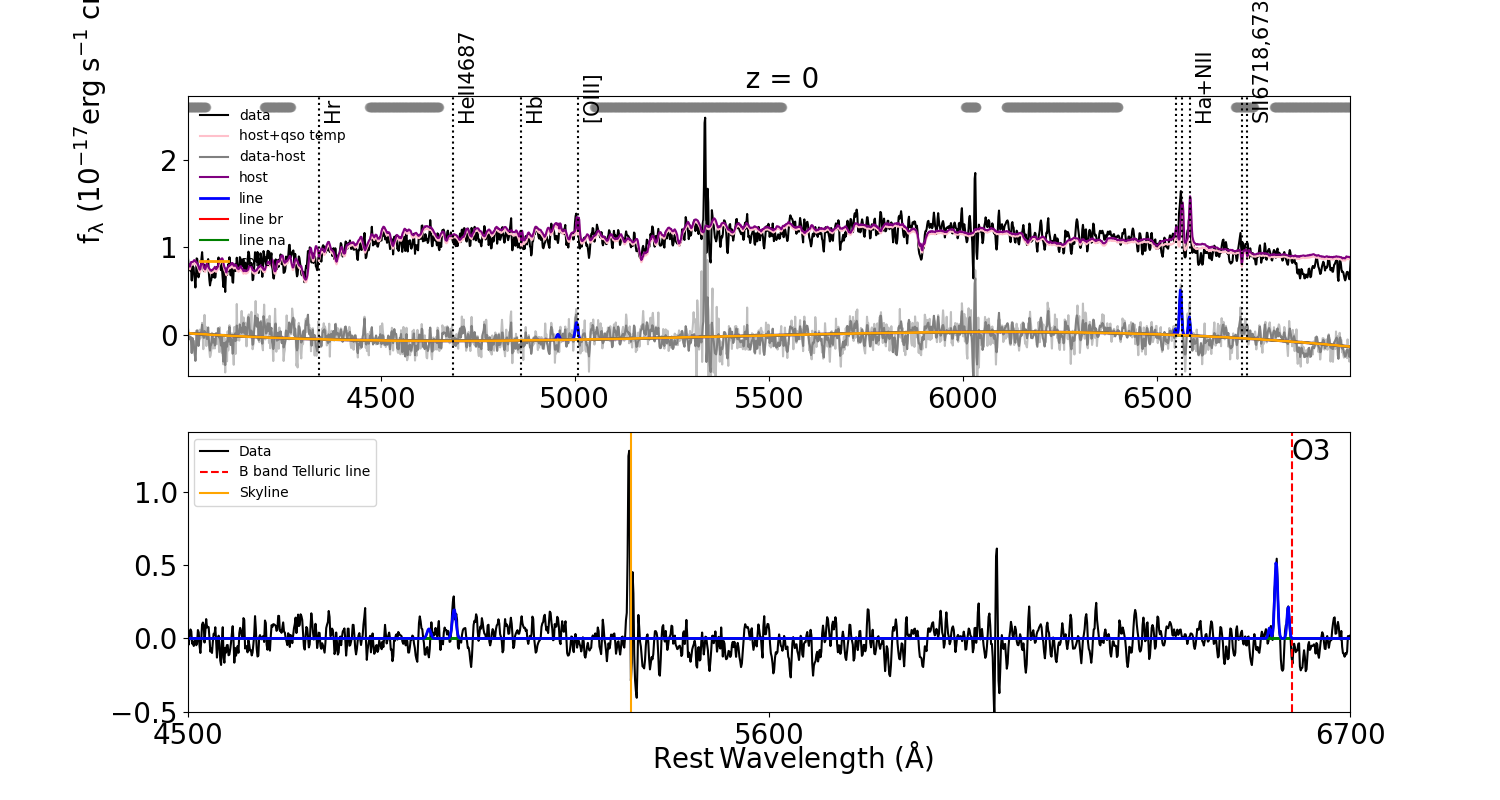 z = 0
f_λ (10^{-17} erg s^{-1}
Hγ
HeII4687
Hb
[OIII]
Ha+NII
SII6718,673
data
host+qso temp
data-host
host
line
line br
line na
2
1
0
4500
5000
5500
6000
6500
Data
B band Telluric line
Skyline
O3
1.0
0.5
0.0
−0.5
4500
5600
6700
Rest Wavelength (Å)